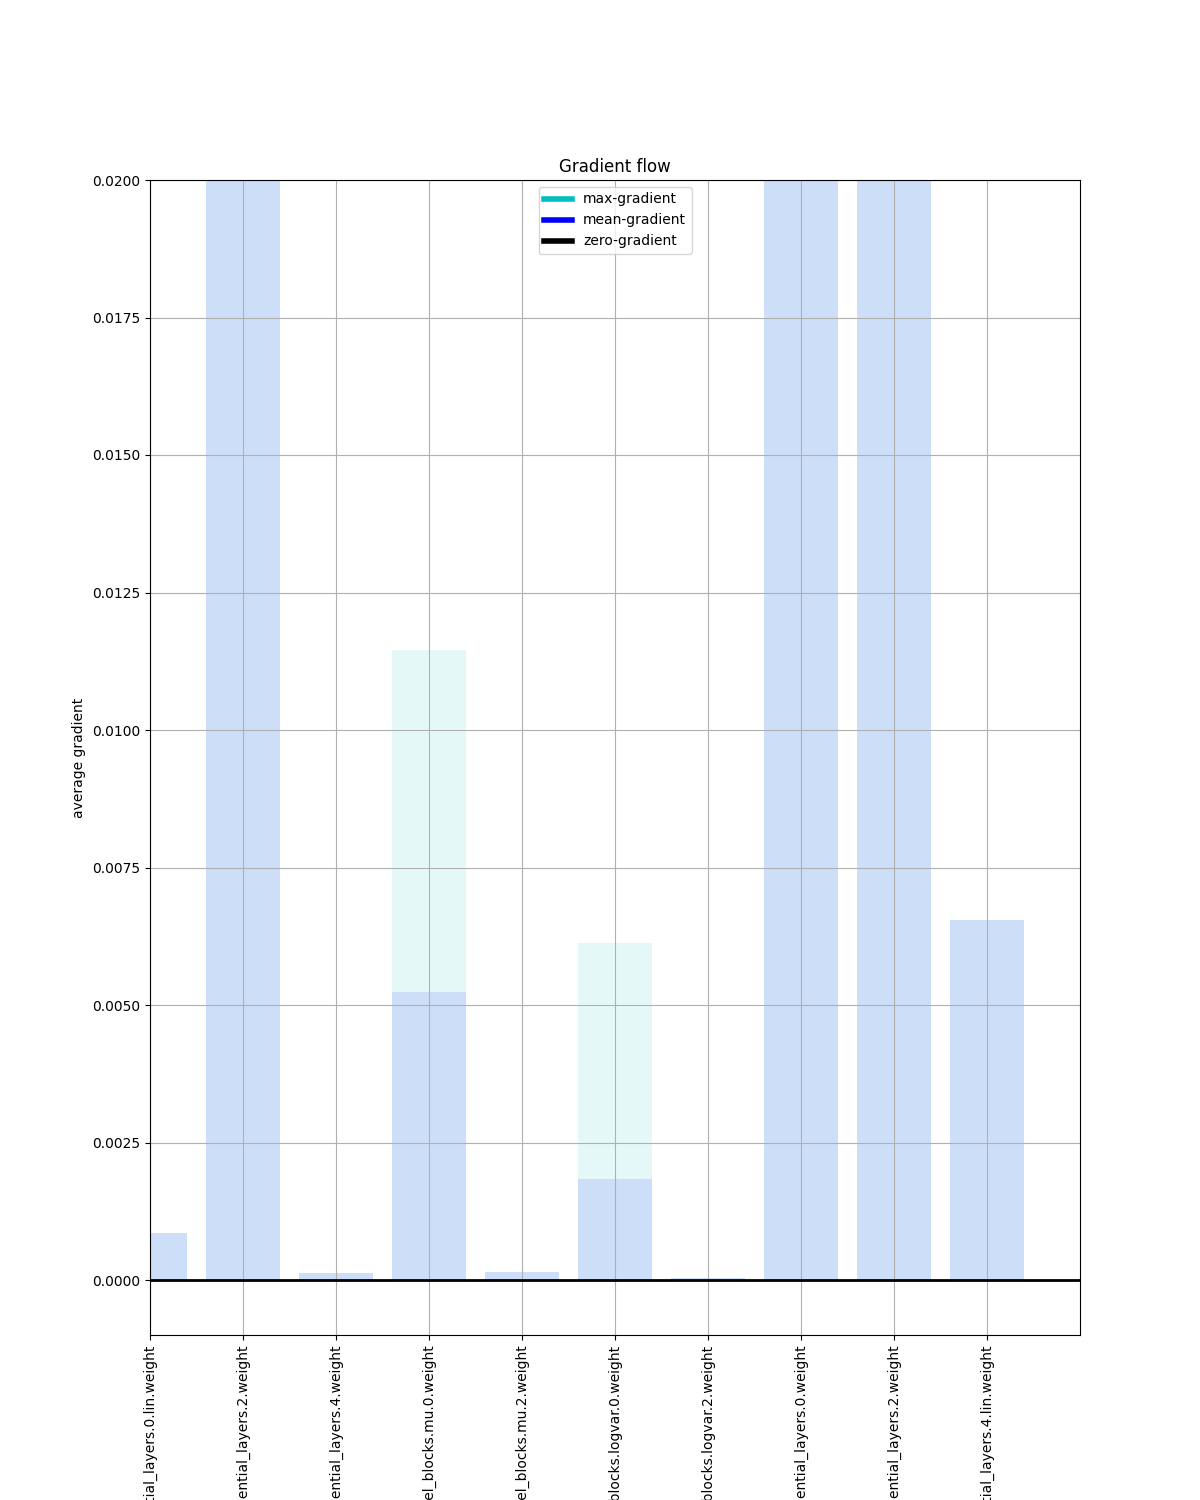 Gradient flow
max-gradient
mean-gradient
zero-gradient
0.0200
0.0175
0.0150
0.0125
0.0100
0.0075
0.0050
0.0025
0.0000
average gradient
tial_layers.0.lin.weight
ential_layers.2.weight
ential_layers.4.weight
el_blocks.mu.0.weight
el_blocks.mu.2.weight
blocks.logvar.0.weight
blocks.logvar.2.weight
ential_layers.0.weight
ential_layers.2.weight
tial_layers.4.lin.weight